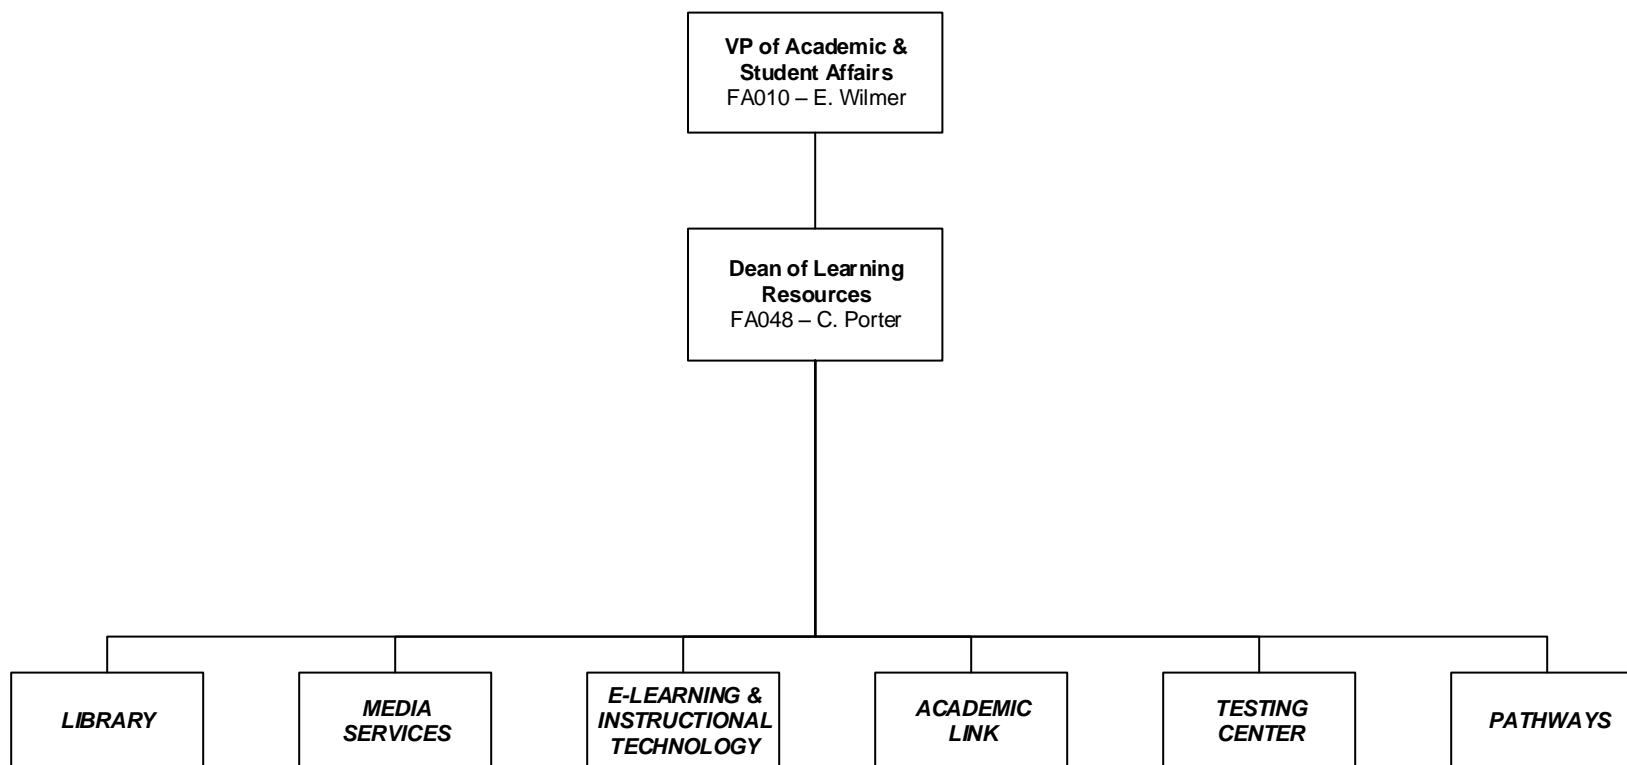 VP of Academic &
Student Affairs
FA010 – E. Wilmer
Dean of Learning
Resources
FA048 – C. Porter
LIBRARY
MEDIA
SERVICES
E-LEARNING &
INSTRUCTIONAL
TECHNOLOGY
ACADEMIC
LINK
TESTING
CENTER
PATHWAYS